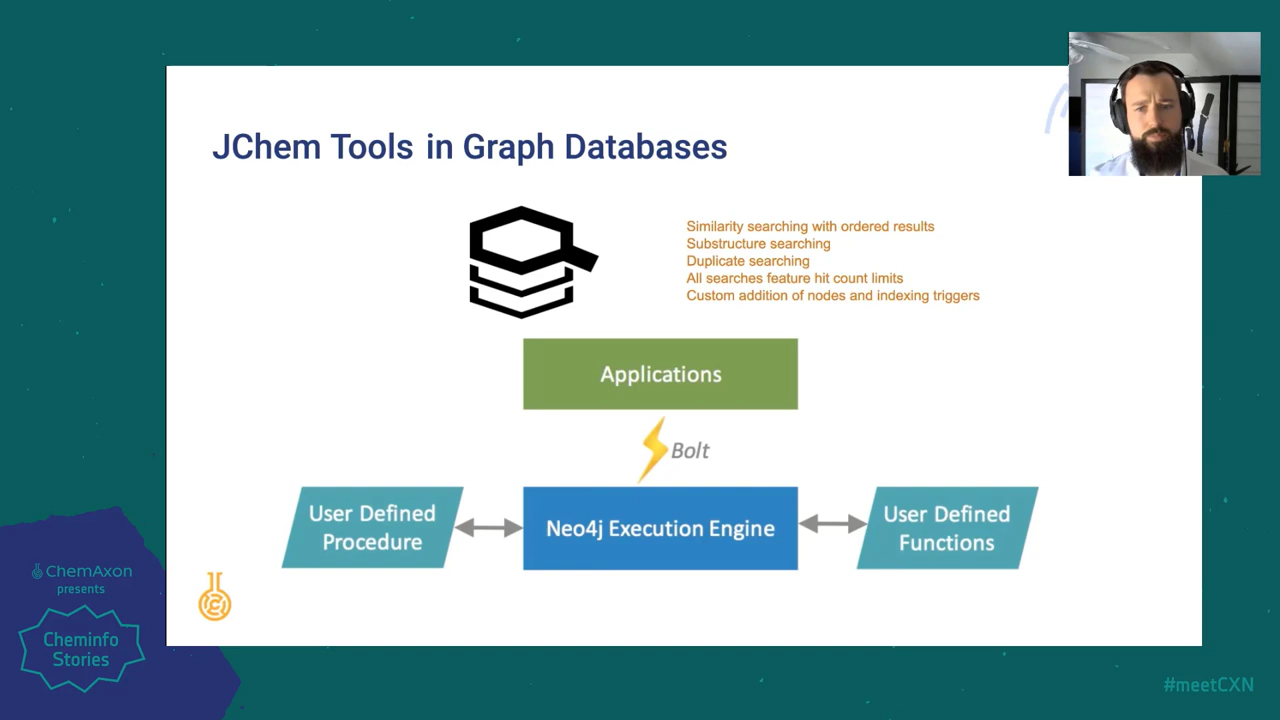 JChem Tools in Graph Databases
Similarity searching with ordered results
Substructure searching
Duplicate searching
All searches feature hit count limits
Custom addition of nodes and indexing triggers
Applications
Bolt
User Defined
Procedure
Neo4j Execution Engine
User Defined
Functions
ChemAxon
presents
Cheminfo
Stories
#meetCXN